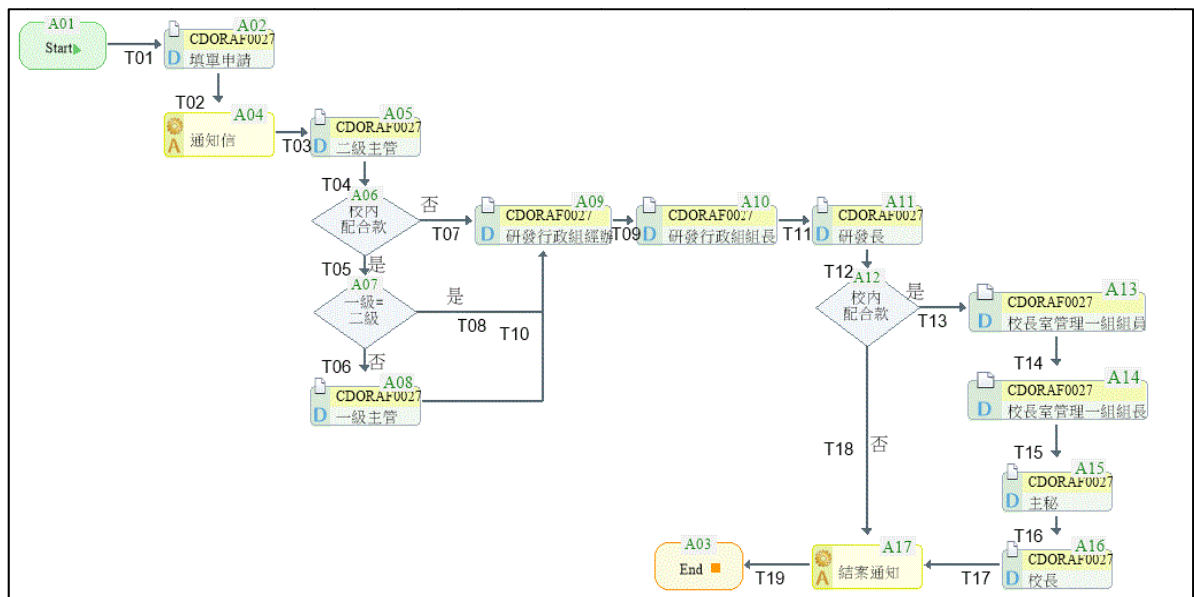 A01
Start
T01
A02
CDORAF0027
D 填單申請
T02
A04
A 通知信
T03
A05
CDORAF0027
D 二級主管
T04
A06
校內
配合款
否
T07
A09
CDORAF0027
D 研發行政組經辦
T09
A10
CDORAF0027
D 研發行政組組長
T11
A11
CDORAF0027
D 研發長
T05
是
A07
一級=
二級
是
T08
T10
T06
否
A08
CDORAF0027
D 一級主管
T12
A12
校內
配合款
是
T13
A13
CDORAF0027
D 校長室管理一組組員
T14
A14
CDORAF0027
D 校長室管理一組組長
T15
A15
CDORAF0027
D 主秘
T16
A16
CDORAF0027
D 校長
T17
T18
否
A17
A 結案通知
T19
A03
End